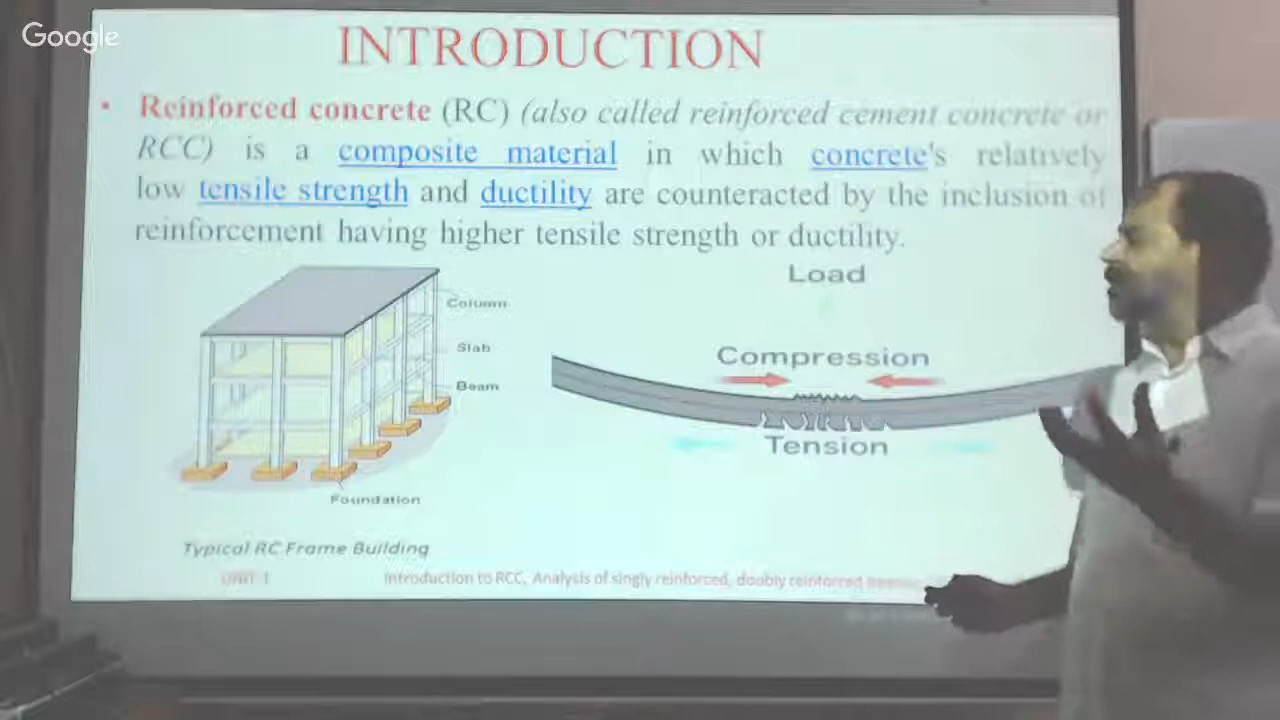 Google
INTRODUCTION
• Reinforced concrete (RC) (also called reinforced cement concrete or
RCC) is a composite material in which concrete's relatively
low tensile strength and ductility are counteracted by the inclusion of
reinforcement having higher tensile strength or ductility.
Load
Column
Slab
Compression
Beam
Tension
Foundation
Typical RC Frame Building
UNIT 1
Introduction to RCC, Analysis of singly reinforced, doubly reinforced